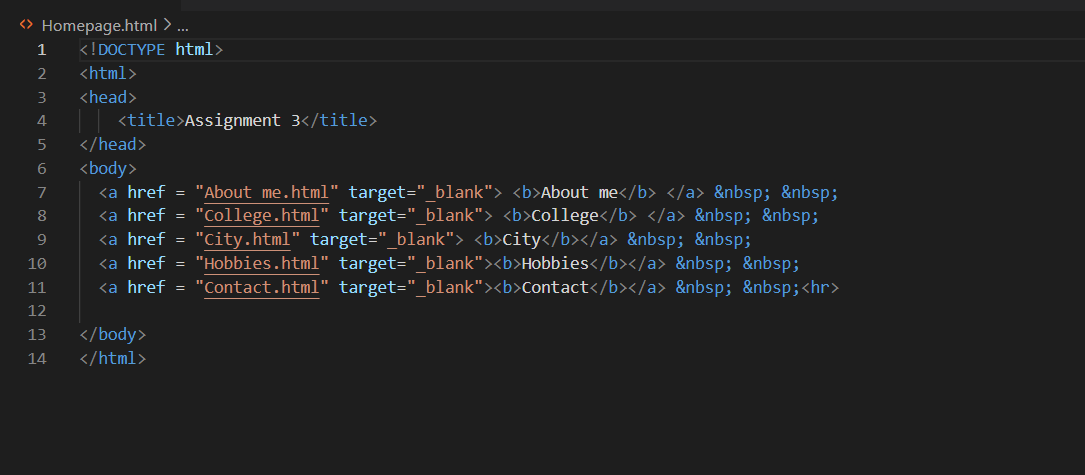 <> Homepage.html > ...
1 <!DOCTYPE html>
2 <html>
3 <head>
4 <title>Assignment 3</title>
5 </head>
6 <body>
7 <a href = "About me.html" target="_blank"> <b>About me</b> </a> &nbsp; &nbsp;
8 <a href = "College.html" target="_blank"> <b>College</b> </a> &nbsp; &nbsp;
9 <a href = "City.html" target="_blank"> <b>City</b></a> &nbsp; &nbsp;
10 <a href = "Hobbies.html" target="_blank"><b>Hobbies</b></a> &nbsp; &nbsp;
11 <a href = "Contact.html" target="_blank"><b>Contact</b></a> &nbsp; &nbsp;<hr>
12
13 </body>
14 </html>